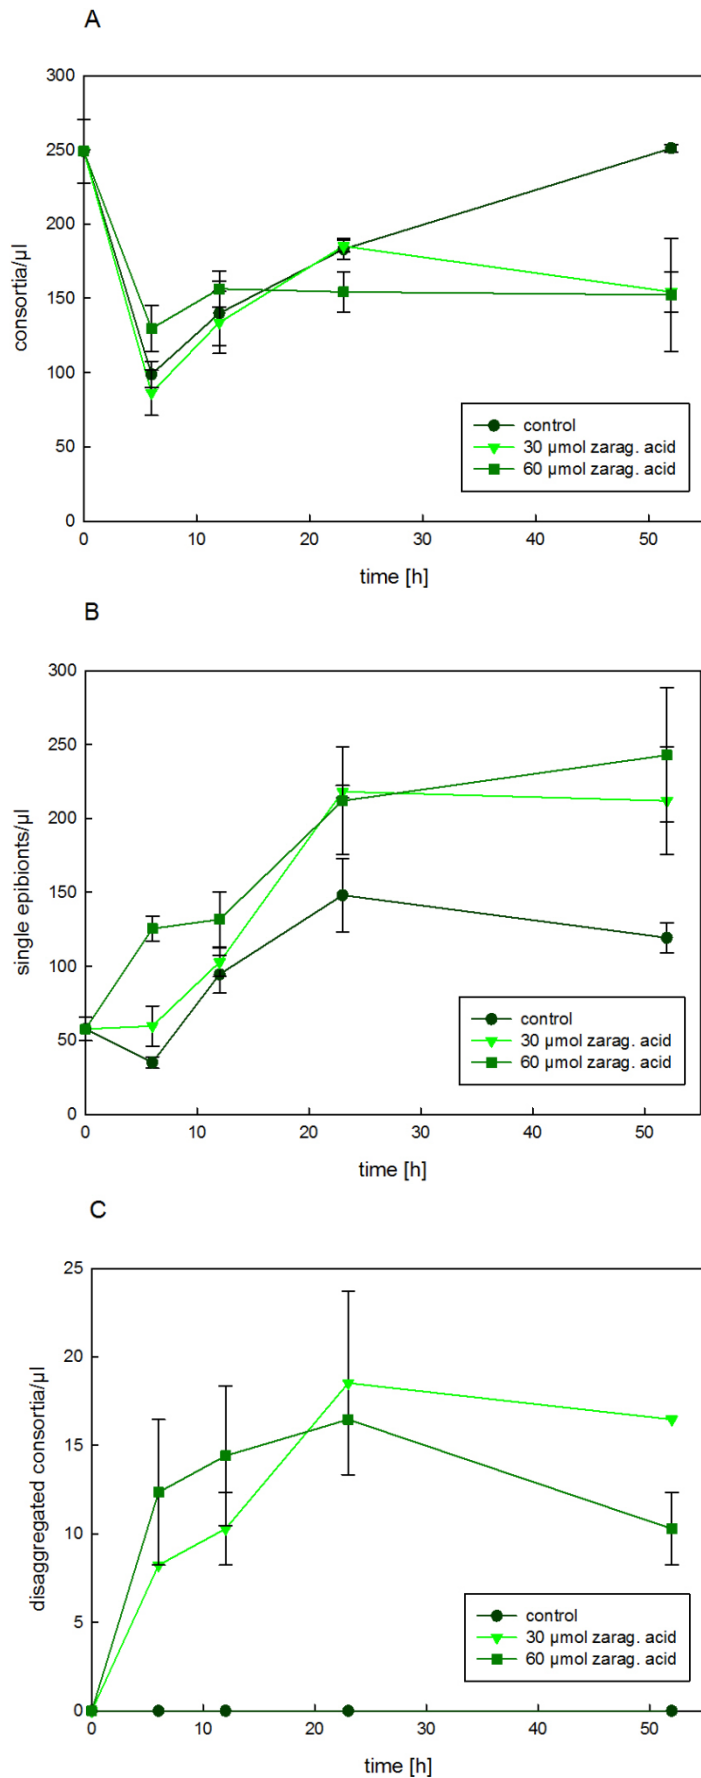 A
300
250
200
150
100
50
0
consortia/µl
control
30 µmol zarag. acid
60 µmol zarag. acid
0 10 20 30 40 50
time [h]
B
300
250
200
150
100
50
0
single epibionts/µl
control
30 µmol zarag. acid
60 µmol zarag. acid
0 10 20 30 40 50
time [h]
C
25
20
15
10
5
0
disaggregated consortia/µl
control
30 µmol zarag. acid
60 µmol zarag. acid
0 10 20 30 40 50
time [h]